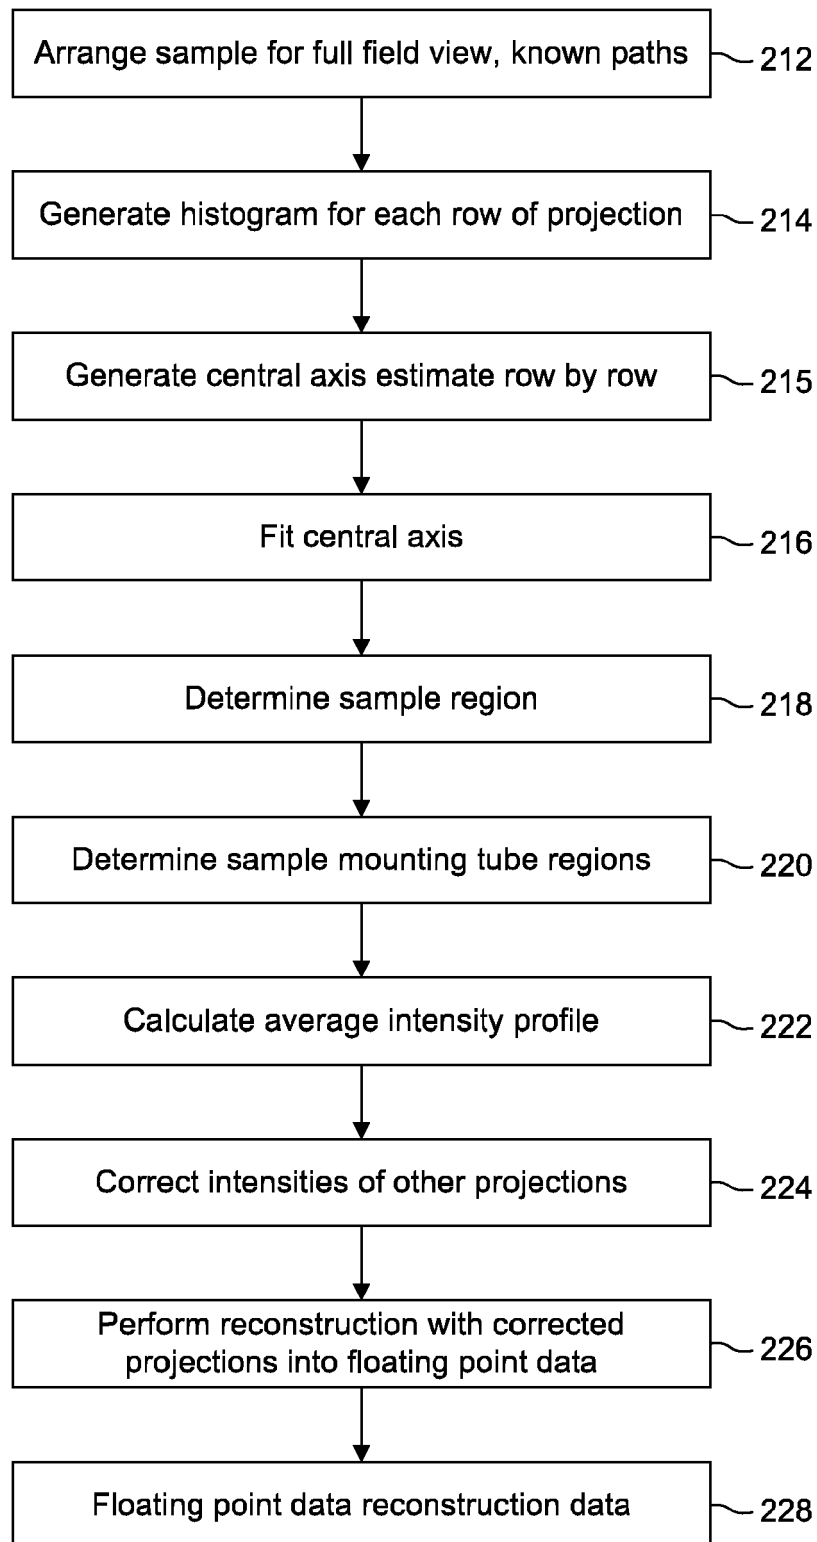 Arrange sample for full field view, known paths 212
Generate histogram for each row of projection 214
Generate central axis estimate row by row 215
Fit central axis 216
Determine sample region 218
Determine sample mounting tube regions 220
Calculate average intensity profile 222
Correct intensities of other projections 224
Perform reconstruction with corrected
projections into floating point data 226
Floating point data reconstruction data 228